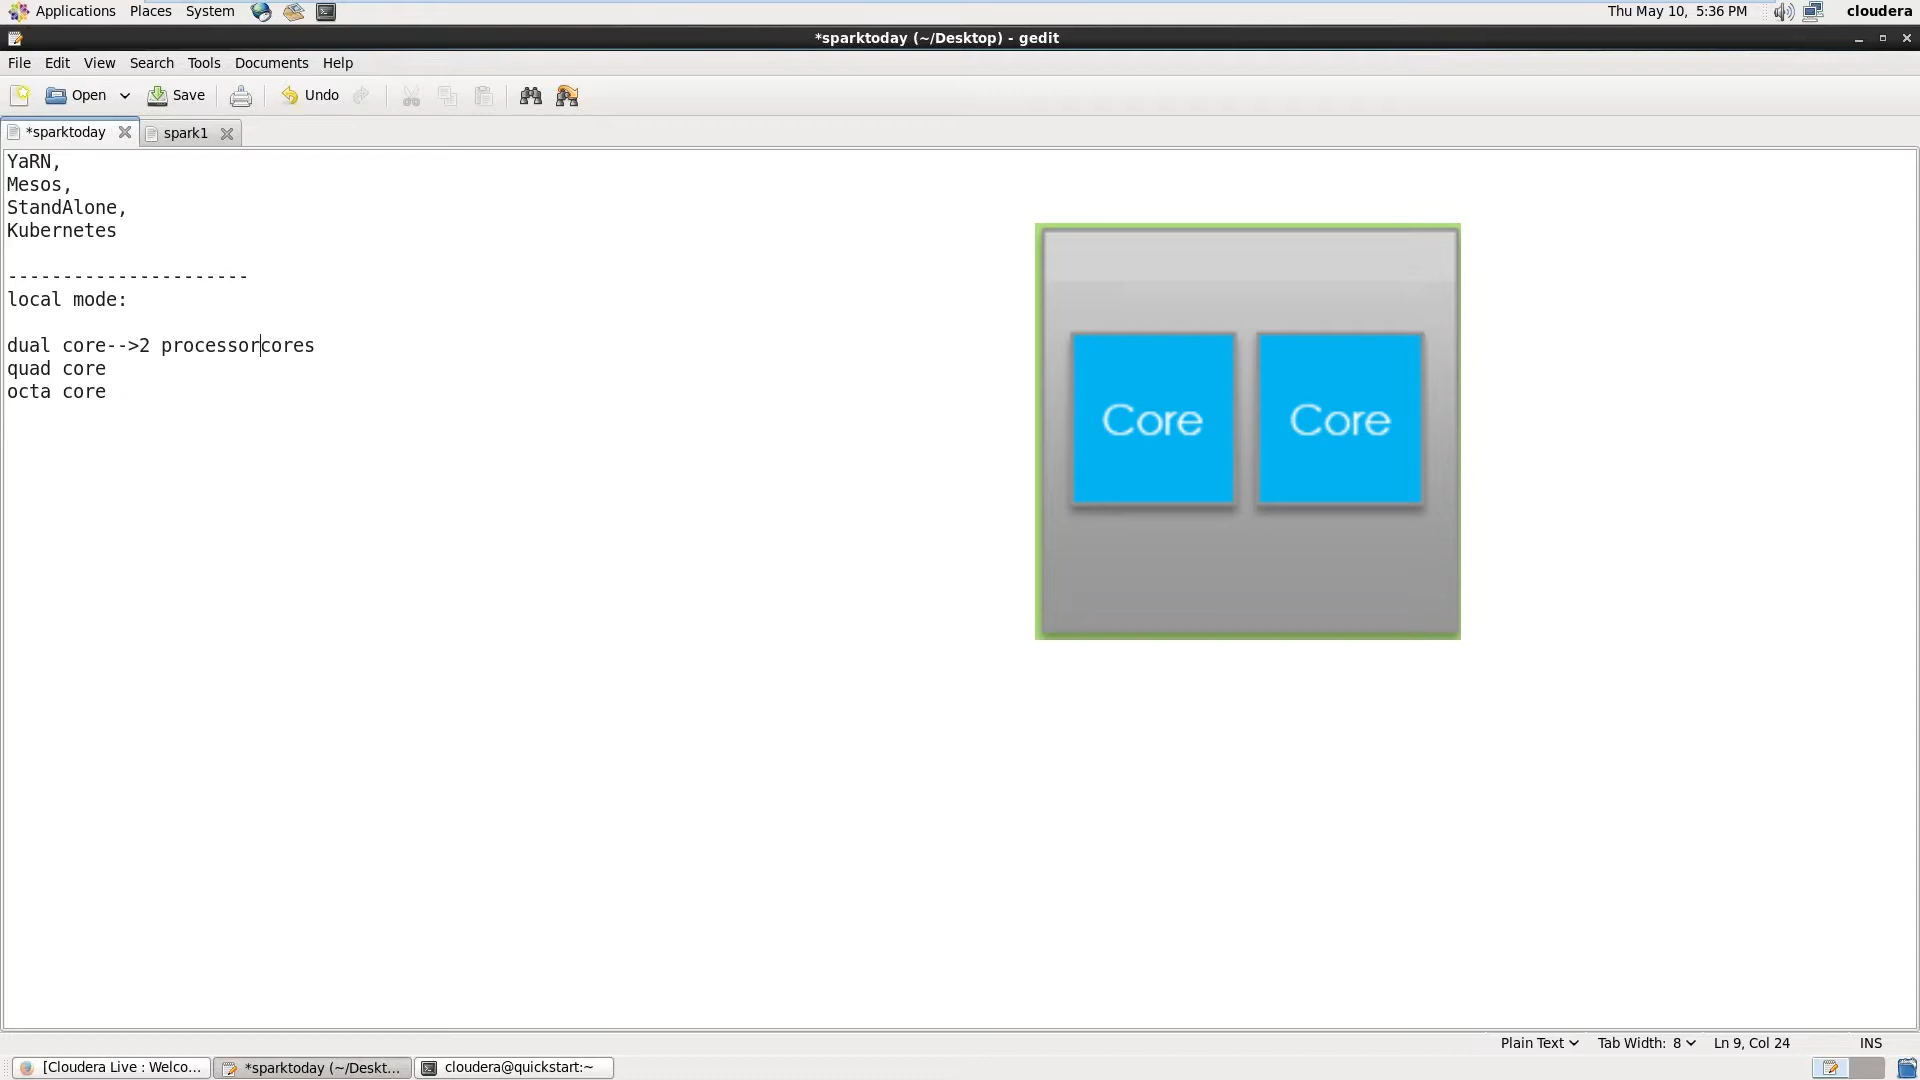 Applications Places System Thu May 10, 5:36 PM cloudera
*sparktoday (~/Desktop) - gedit
File Edit View Search Tools Documents Help
Open Save Undo
*sparktoday spark1
YaRN,
Mesos,
StandAlone,
Kubernetes
----------------------
local mode:
dual core-->2 processorcores
quad core
octa core
Core Core
Plain Text Tab Width: 8 Ln 9, Col 24 INS
[Cloudera Live : Welco... *sparktoday (~/Deskt... cloudera@quickstart:~